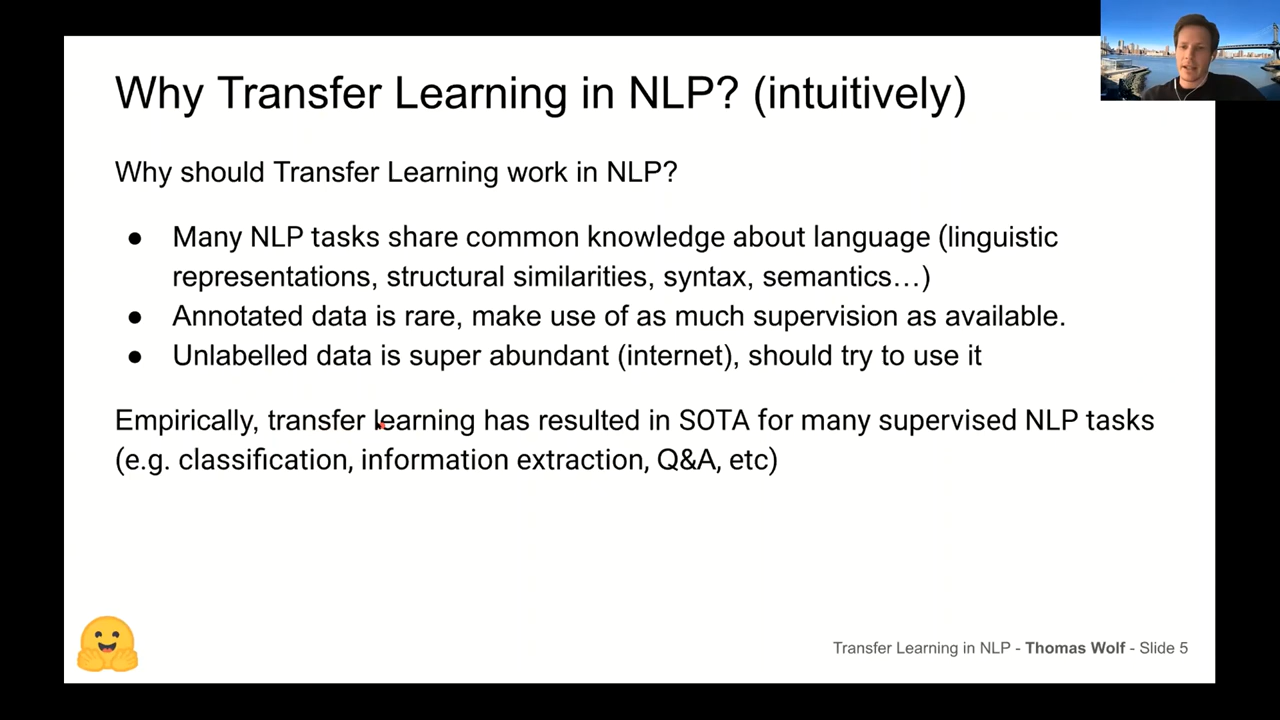 Why Transfer Learning in NLP? (intuitively)
Why should Transfer Learning work in NLP?
● Many NLP tasks share common knowledge about language (linguistic
representations, structural similarities, syntax, semantics…)
● Annotated data is rare, make use of as much supervision as available.
● Unlabelled data is super abundant (internet), should try to use it
Empirically, transfer learning has resulted in SOTA for many supervised NLP tasks
(e.g. classification, information extraction, Q&A, etc)
Transfer Learning in NLP - Thomas Wolf - Slide 5